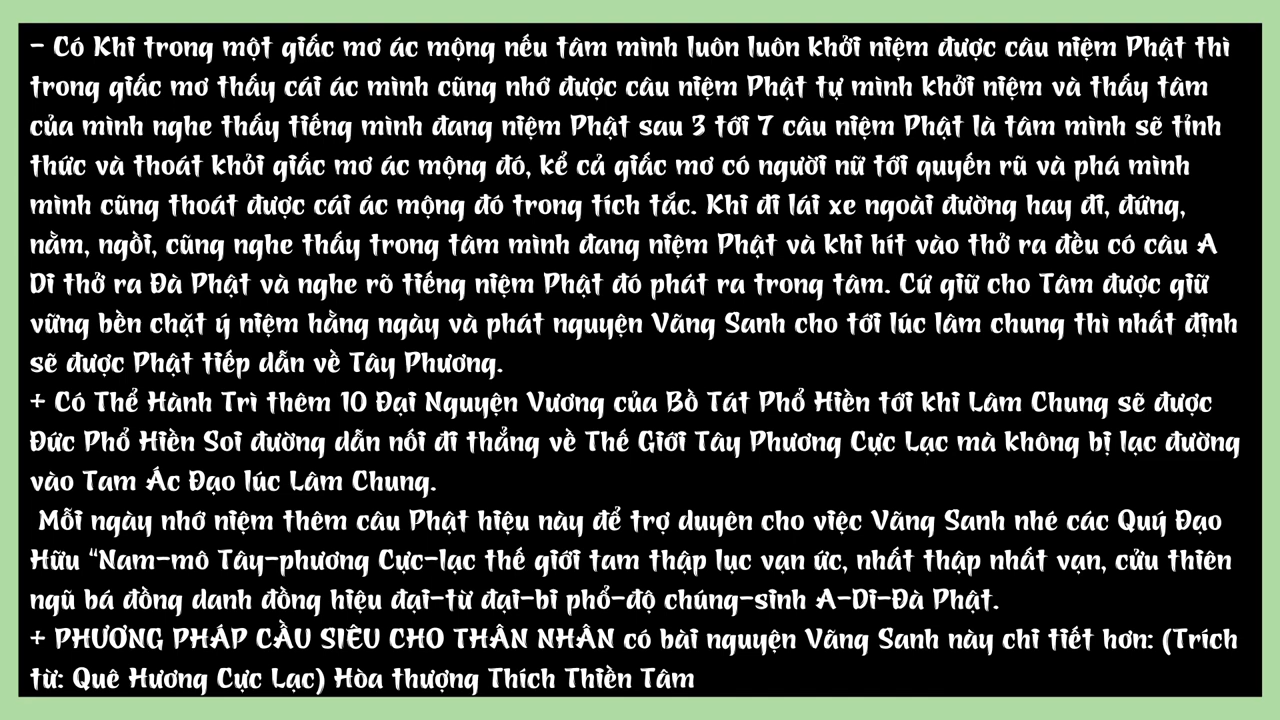 - Có Khi trong một giấc mơ ác mộng nếu tâm mình luôn luôn khởi niệm được câu niệm Phật thì
trong giấc mơ thấy cái ác mình cũng nhớ được câu niệm Phật tự mình khởi niệm và thấy tâm
của mình nghe thấy tiếng mình đang niệm Phật sau 3 tới 7 câu niệm Phật là tâm mình sẽ tỉnh
thức và thoát khỏi giấc mơ ác mộng đó, kể cả giấc mơ có người nữ tới quyến rũ và phá mình
mình cũng thoát được cái ác mộng đó trong tích tắc. Khi đi lái xe ngoài đường hay đi, đứng,
nằm, ngồi, cũng nghe thấy trong tâm mình đang niệm Phật và khi hít vào thở ra đều có câu A
Di thở ra Đà Phật và nghe rõ tiếng niệm Phật đó phát ra trong tâm. Cứ giữ cho Tâm được giữ
vững bền chặt ý niệm hằng ngày và phát nguyện Vãng Sanh cho tới lúc lâm chung thì nhất định
sẽ được Phật tiếp dẫn về Tây Phương.
+ Có Thể Hành Trì thêm 10 Đại Nguyện Vương của Bồ Tát Phổ Hiền tới khi Lâm Chung sẽ được
Đức Phổ Hiền Soi đường dẫn nối đi thẳng về Thế Giới Tây Phương Cực Lạc mà không bị lạc đường
vào Tam Ác Đạo lúc Lâm Chung.
Mỗi ngày nhớ niệm thêm câu Phật hiệu này để trợ duyên cho việc Vãng Sanh nhé các Quý Đạo
Hữu “Nam-mô Tây-phương Cực-lạc thế giới tam thập lục vạn ức, nhất thập nhất vạn, cửu thiên
ngũ bá đồng danh đồng hiệu đại-từ đại-bi phổ-độ chúng-sinh A-Di-Đà Phật.
+ PHƯƠNG PHÁP CẦU SIÊU CHO THÂN NHÂN có bài nguyện Vãng Sanh này chi tiết hơn: (Trích
từ: Quê Hương Cực Lạc) Hòa thượng Thích Thiền Tâm